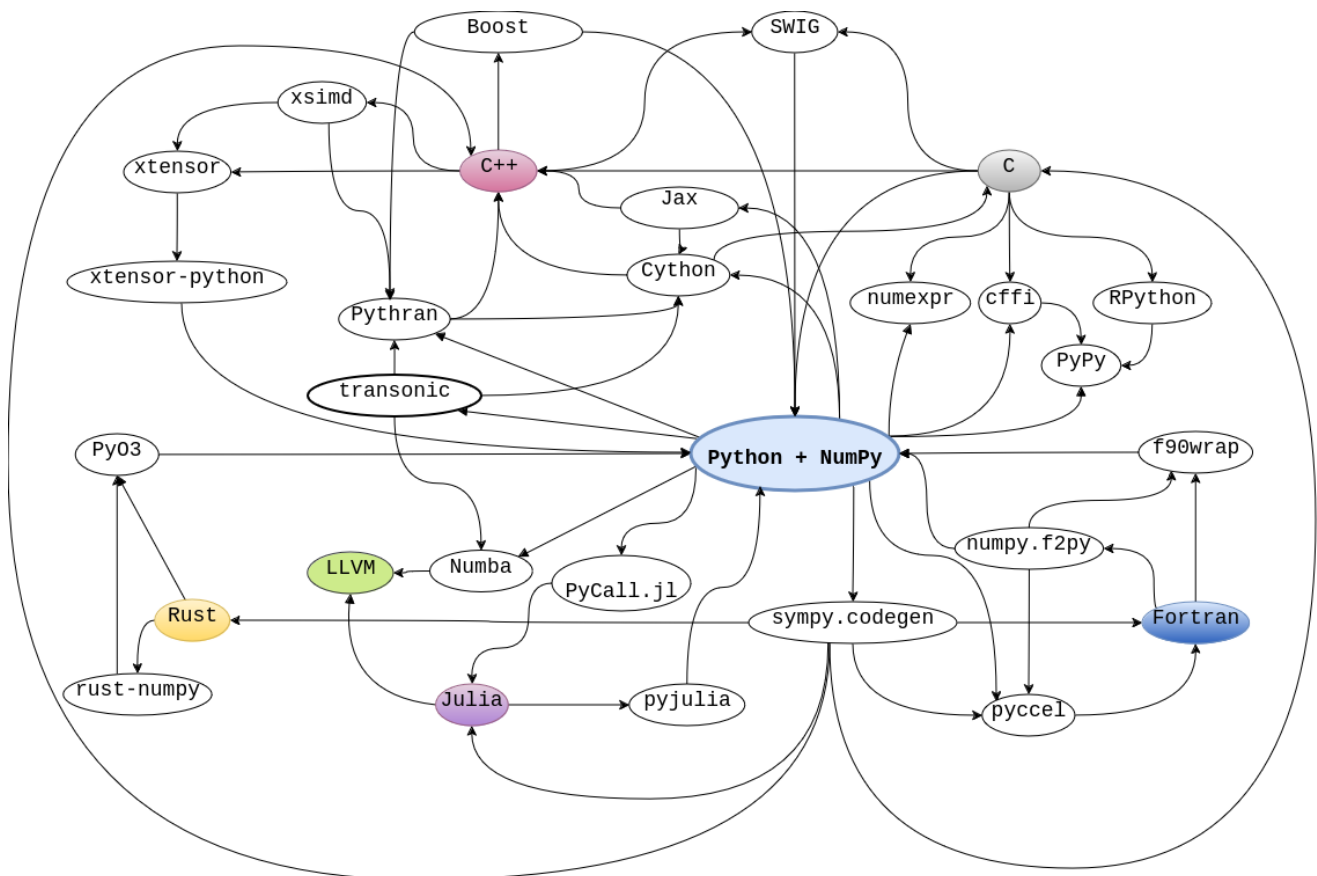 Boost
SWIG
xsimd
xtensor
C++
C
Jax
xtensor-python
Cython
numexpr
cffi
RPython
Pythran
PyPy
transonic
PyO3
Python + NumPy
f90wrap
LLVM
Numba
PyCall.jl
numpy.f2py
Rust
sympy.codegen
Fortran
rust-numpy
Julia
pyjulia
pyccel